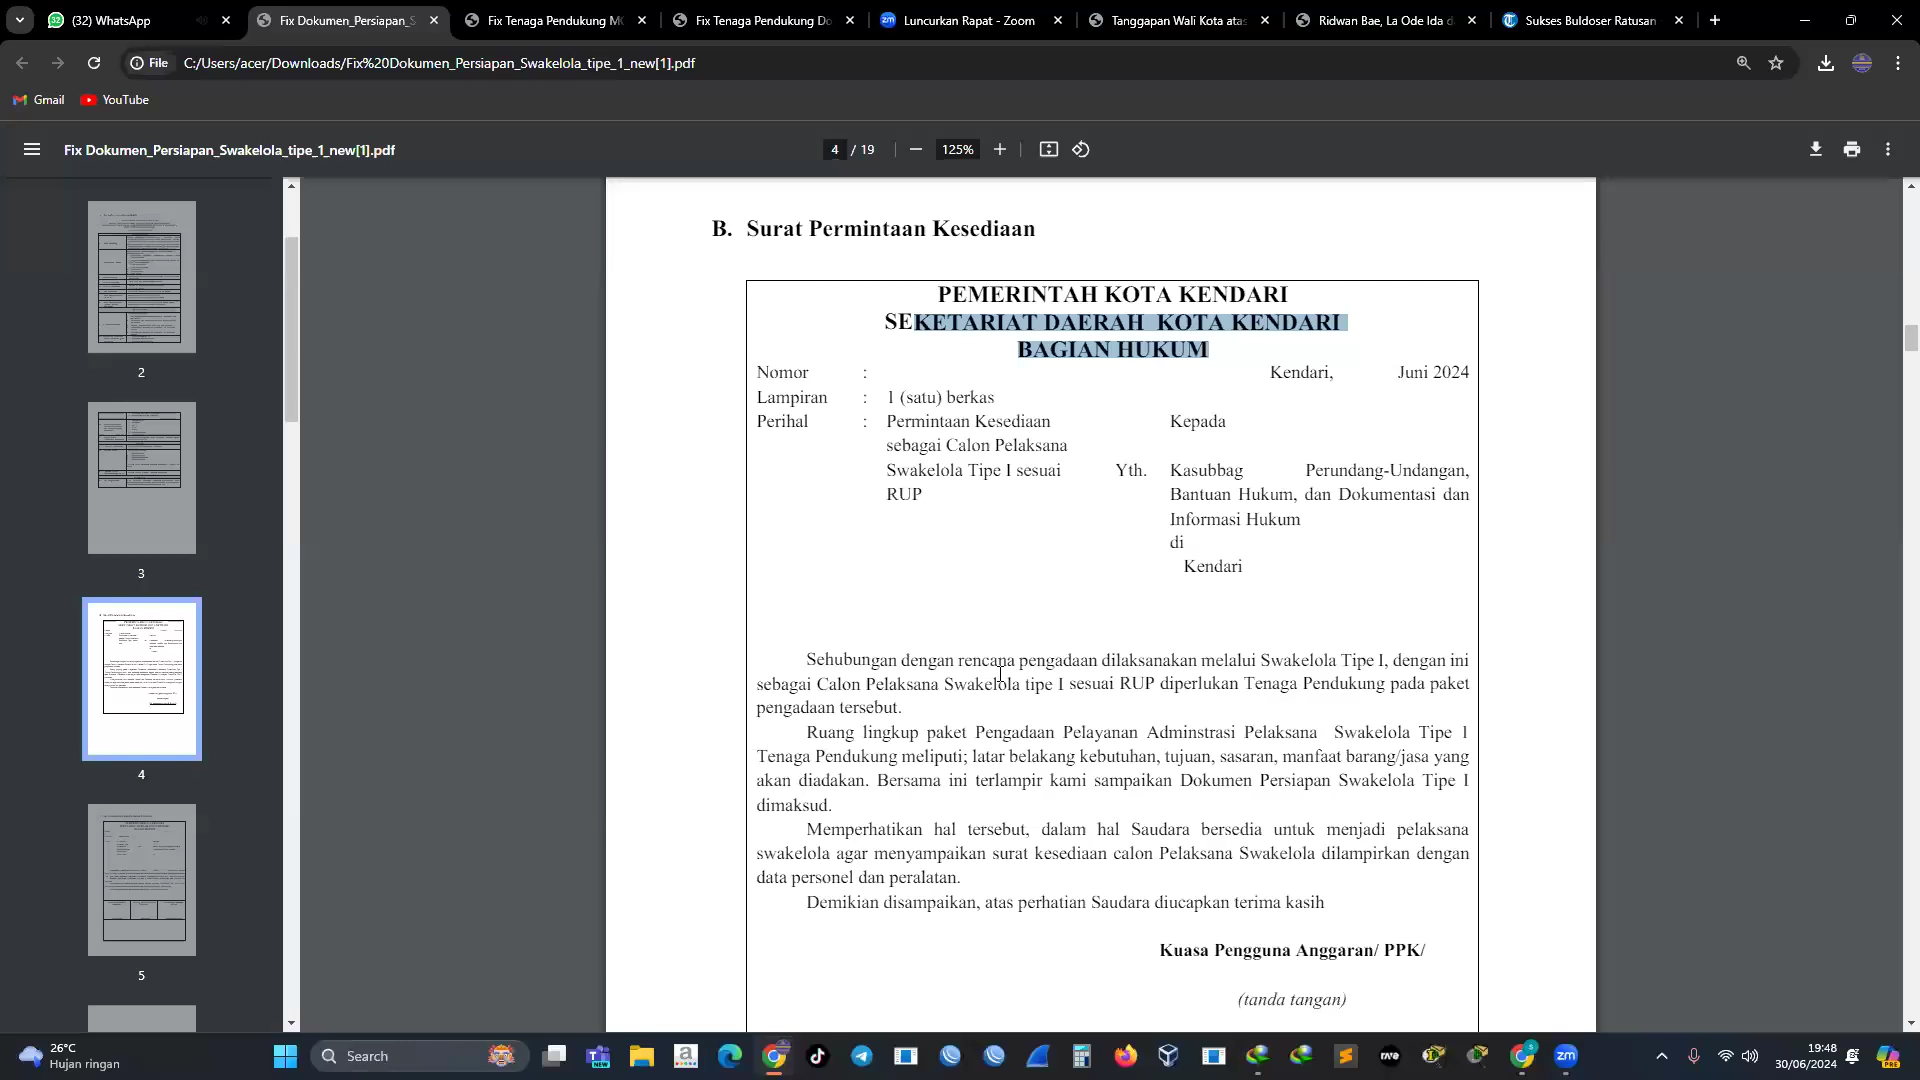 (32) WhatsApp
Fix Dokumen_Persiapan_S
Fix Tenaga Pendukung MO
Fix Tenaga Pendukung Do
Luncurkan Rapat - Zoom
Tanggapan Wali Kota atas
Ridwan Bae, La Ode Ida d
Sukses Buldoser Ratusan
File
C:/Users/acer/Downloads/Fix%20Dokumen_Persiapan_Swakelola_tipe_1_new[1].pdf
Gmail
YouTube
Fix Dokumen_Persiapan_Swakelola_tipe_1_new[1].pdf
4 / 19
125%
2
3
4
5
B. Surat Permintaan Kesediaan
PEMERINTAH KOTA KENDARI
SEKETARIAT DAERAH KOTA KENDARI
BAGIAN HUKUM
Nomor :
Kendari, Juni 2024
Lampiran : 1 (satu) berkas
Perihal : Permintaan Kesediaan
sebagai Calon Pelaksana
Swakelola Tipe I sesuai
RUP
Kepada
Yth. Kasubbag Perundang-Undangan,
Bantuan Hukum, dan Dokumentasi dan
Informasi Hukum
di
Kendari
Sehubungan dengan rencana pengadaan dilaksanakan melalui Swakelola Tipe I, dengan ini
sebagai Calon Pelaksana Swakelola tipe I sesuai RUP diperlukan Tenaga Pendukung pada paket
pengadaan tersebut.
Ruang lingkup paket Pengadaan Pelayanan Adminstrasi Pelaksana Swakelola Tipe 1
Tenaga Pendukung meliputi; latar belakang kebutuhan, tujuan, sasaran, manfaat barang/jasa yang
akan diadakan. Bersama ini terlampir kami sampaikan Dokumen Persiapan Swakelola Tipe I
dimaksud.
Memperhatikan hal tersebut, dalam hal Saudara bersedia untuk menjadi pelaksana
swakelola agar menyampaikan surat kesediaan calon Pelaksana Swakelola dilampirkan dengan
data personel dan peralatan.
Demikian disampaikan, atas perhatian Saudara diucapkan terima kasih
Kuasa Pengguna Anggaran/ PPK/
(tanda tangan)
26°C
Hujan ringan
Search
NEW
zm
19:48
30/06/2024
PRE